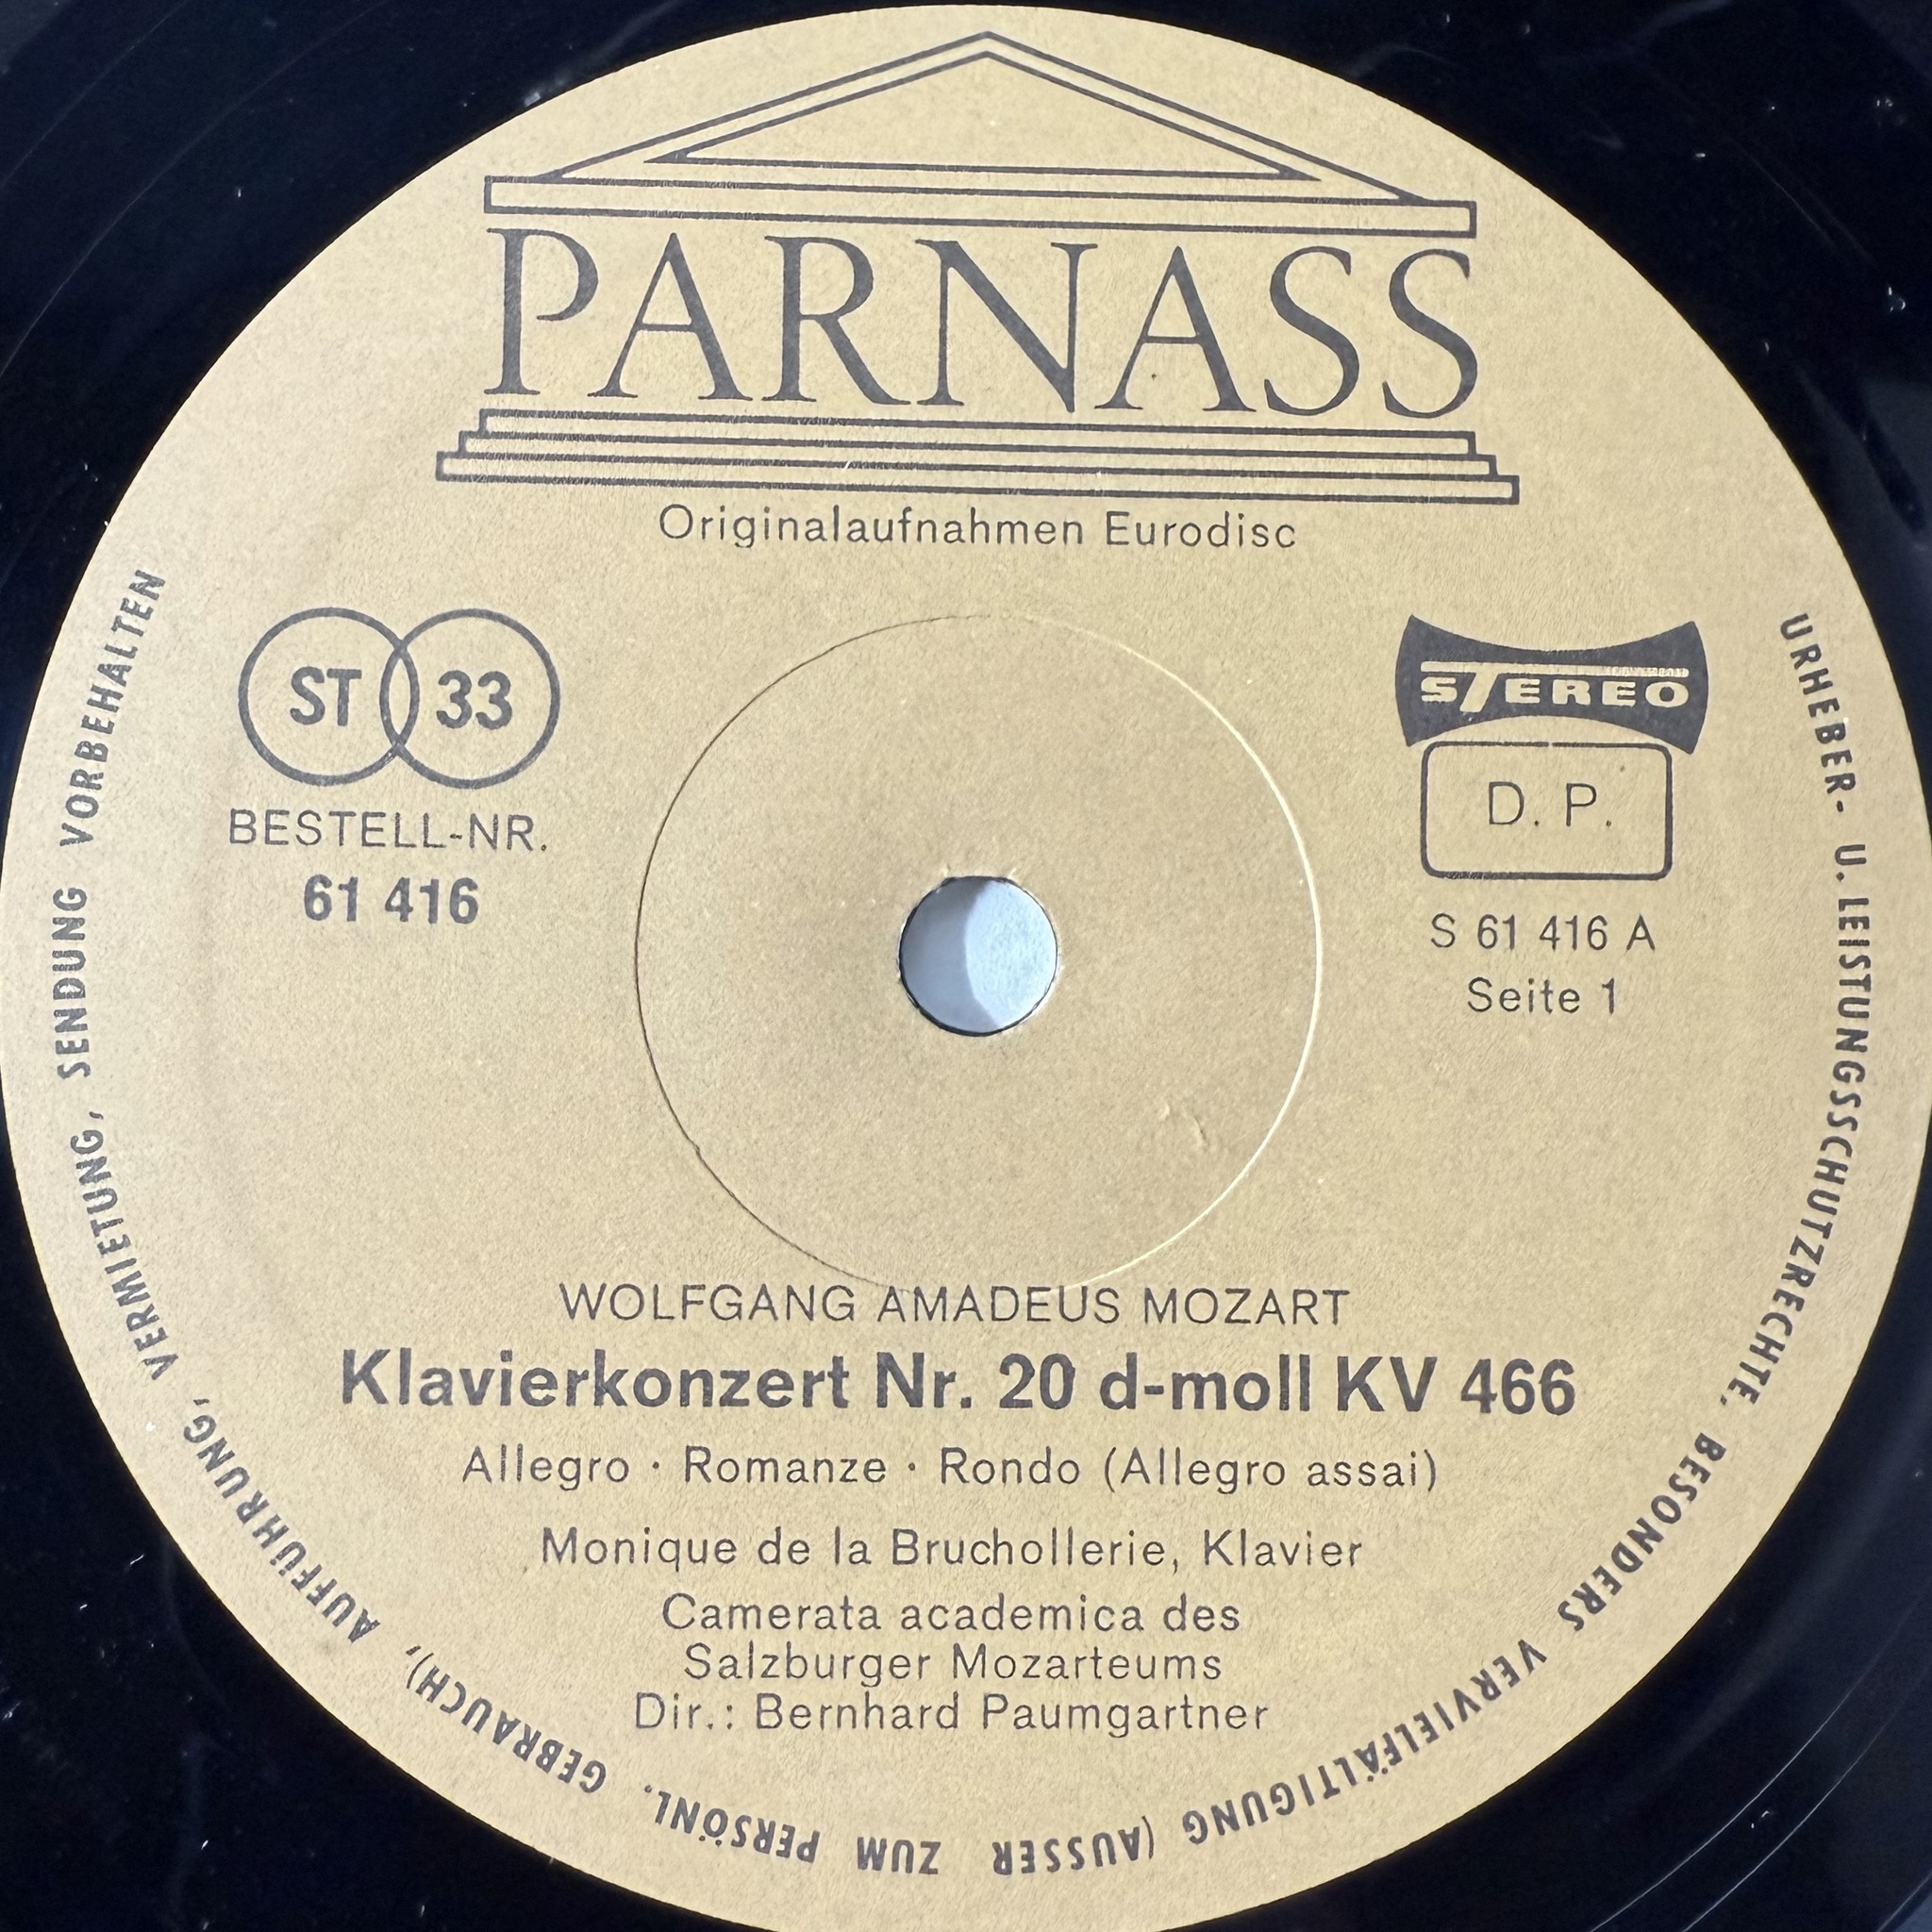 PARNASS
Originalaufnahmen Eurodisc
ST 33
BESTELL-NR.
61 416
STEREO
D. P.
S 61 416 A
Seite 1
WOLFGANG AMADEUS MOZART
Klavierkonzert Nr. 20 d-moll KV 466
Allegro · Romanze · Rondo (Allegro assai)
Monique de la Bruchollerie, Klavier
Camerata academica des
Salzburger Mozarteums
Dir.: Bernhard Paumgartner
URHEBER- U. LEISTUNGSSCHUTZRECHTE, BESONDERS VERVIELFÄLTIGUNG (AUSSER ZUM PERSÖNL. GEBRAUCH), AUFFÜHRUNG, VERMIETUNG, SENDUNG VORBEHALTEN